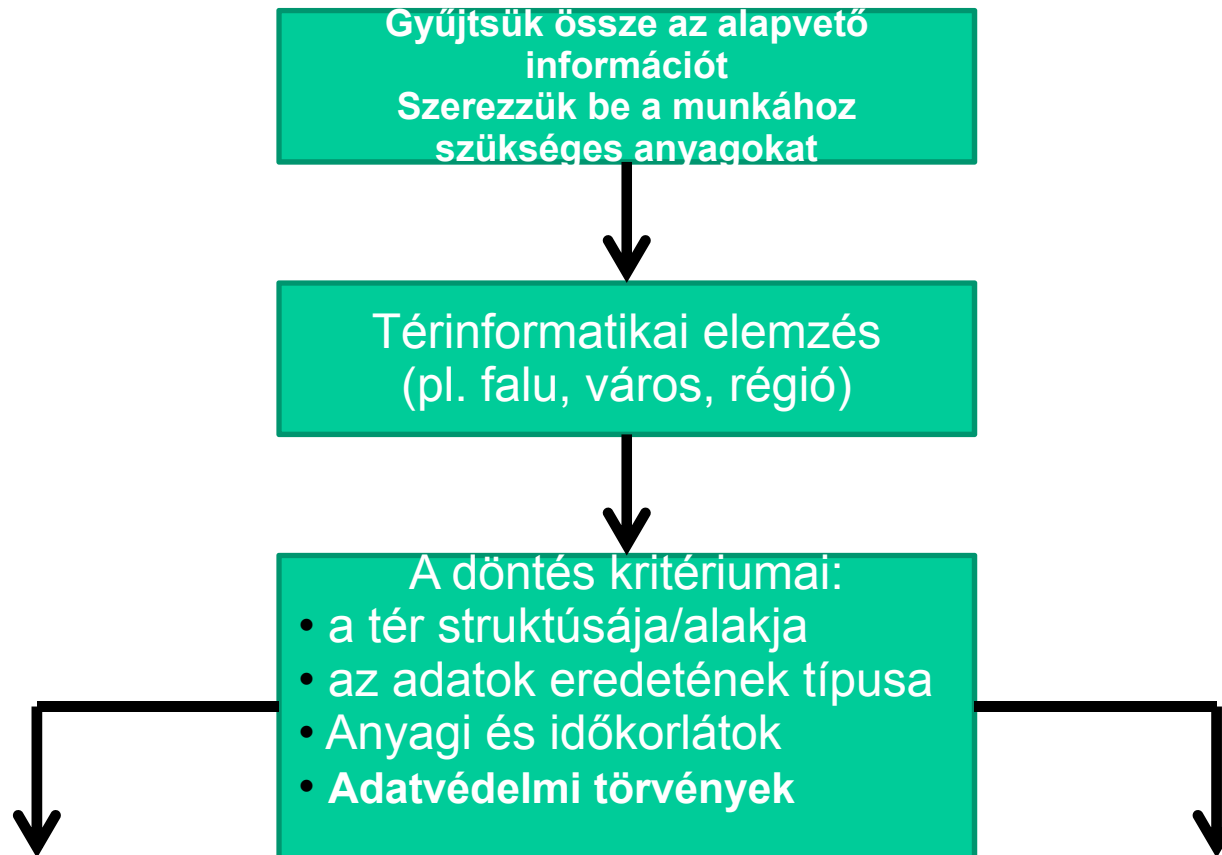 Gyűjtsük össze az alapvető
információt
Szerezzük be a munkához
szükséges anyagokat
Térinformatikai elemzés
(pl. falu, város, régió)
A döntés kritériumai:
• a tér struktúsája/alakja
• az adatok eredetének típusa
• Anyagi és időkorlátok
• Adatvédelmi törvények